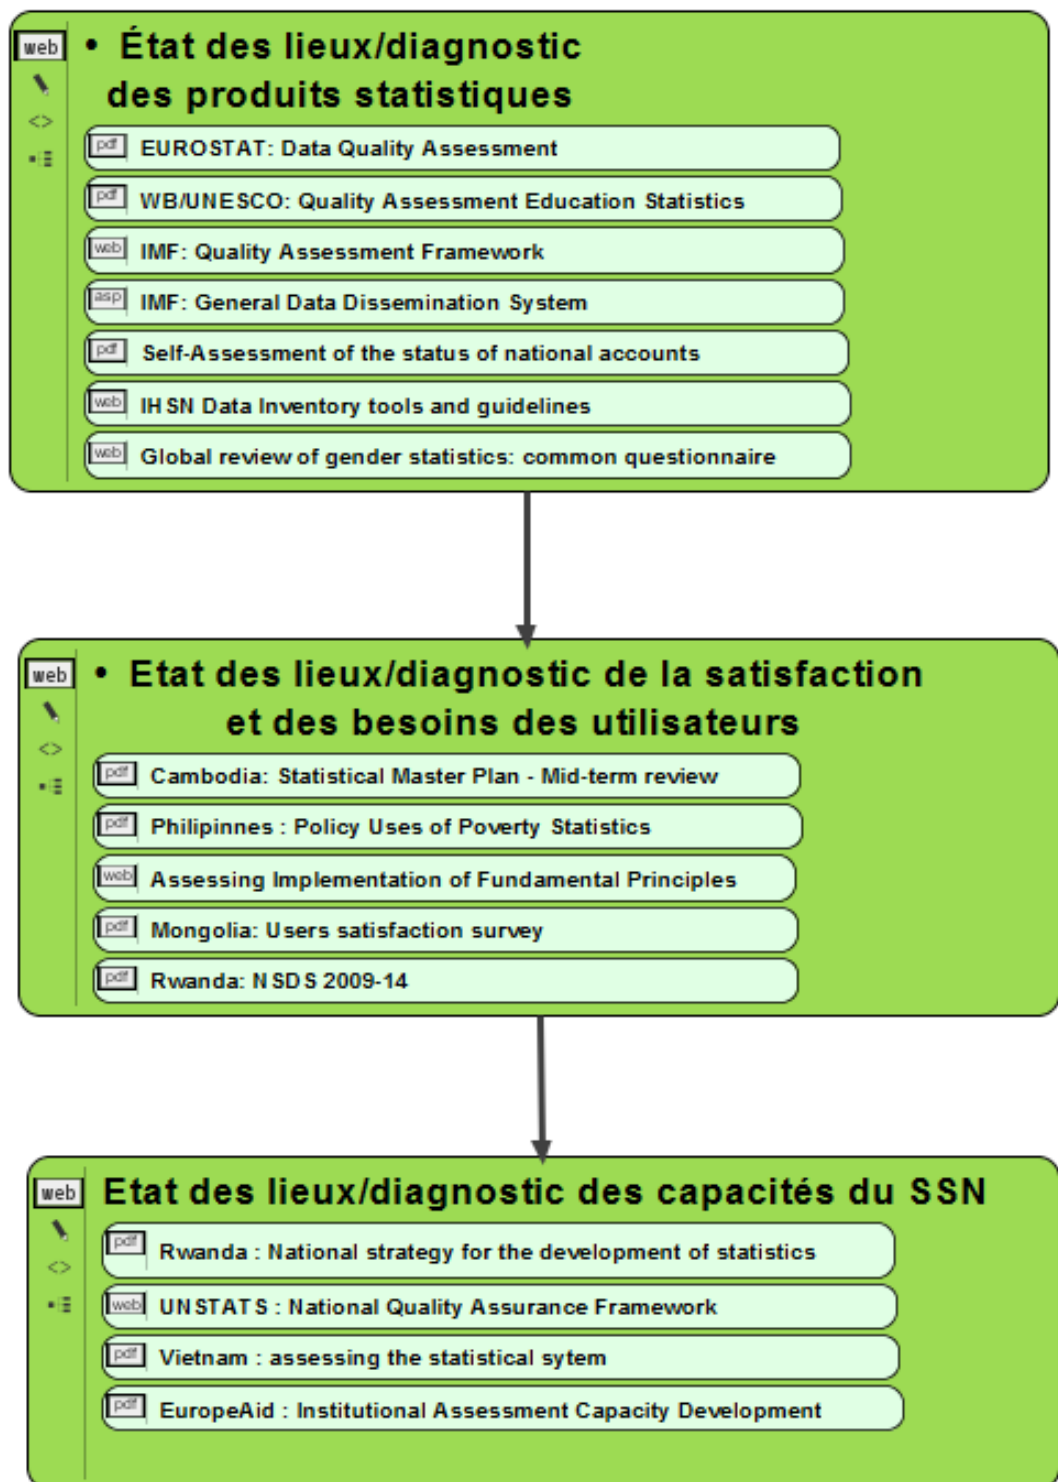 web
• État des lieux/diagnostic
des produits statistiques
pdf EUROSTAT: Data Quality Assessment
pdf WB/UNESCO: Quality Assessment Education Statistics
web IMF: Quality Assessment Framework
asp IMF: General Data Dissemination System
pdf Self-Assessment of the status of national accounts
web IHSN Data Inventory tools and guidelines
web Global review of gender statistics: common questionnaire
web
• Etat des lieux/diagnostic de la satisfaction
et des besoins des utilisateurs
pdf Cambodia: Statistical Master Plan - Mid-term review
pdf Philipinnes : Policy Uses of Poverty Statistics
web Assessing Implementation of Fundamental Principles
pdf Mongolia: Users satisfaction survey
pdf Rwanda: NSDS 2009-14
web
Etat des lieux/diagnostic des capacités du SSN
pdf Rwanda : National strategy for the development of statistics
web UNSTATS : National Quality Assurance Framework
pdf Vietnam : assessing the statistical sytem
pdf EuropeAid : Institutional Assessment Capacity Development